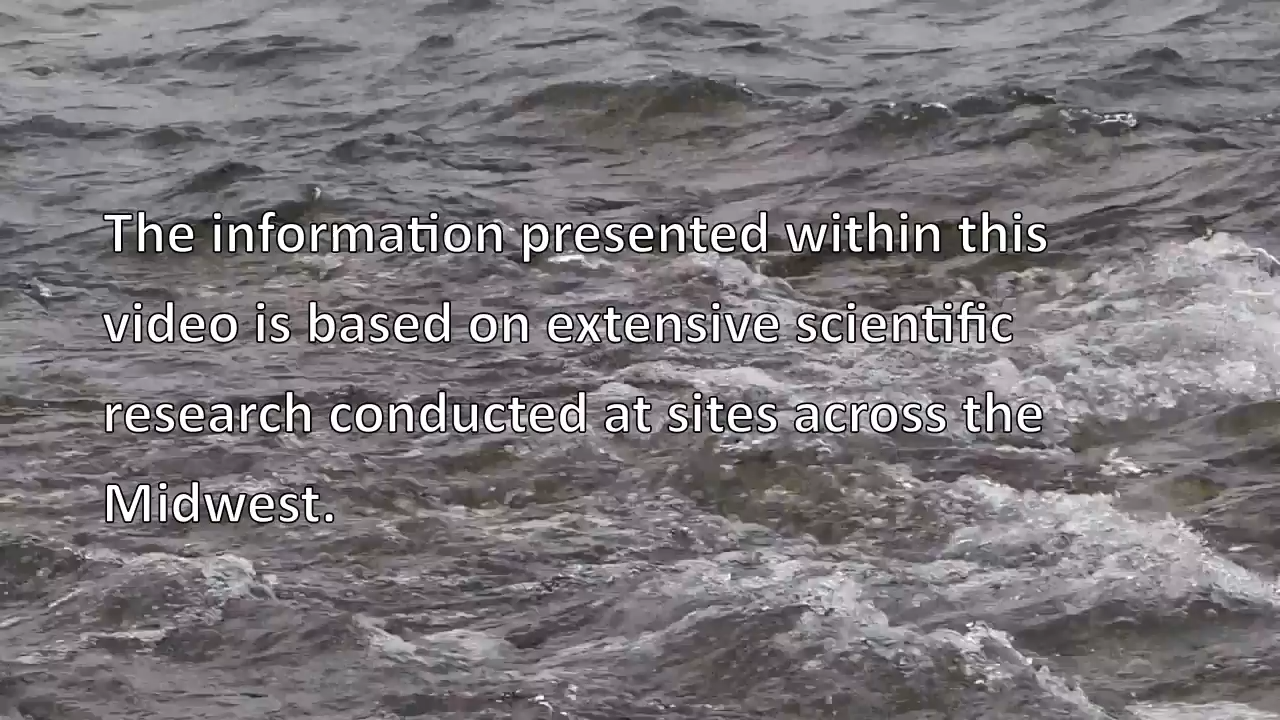 The information presented within this
video is based on extensive scientific
research conducted at sites across the
Midwest.